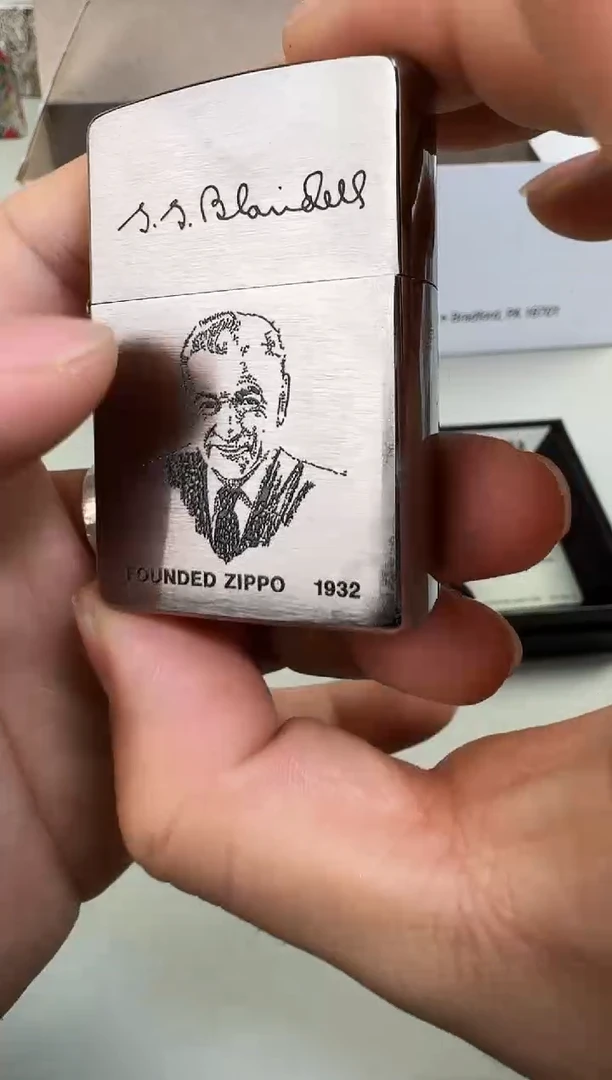 G. G. Blaisdell
• Bradford, PA 16701
FOUNDED ZIPPO 1932